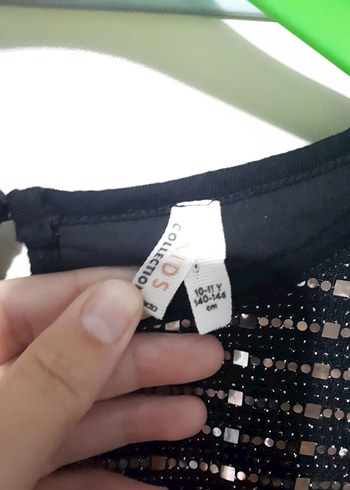 KIDS
COLLECTION
10-11 Y
140-146
cm